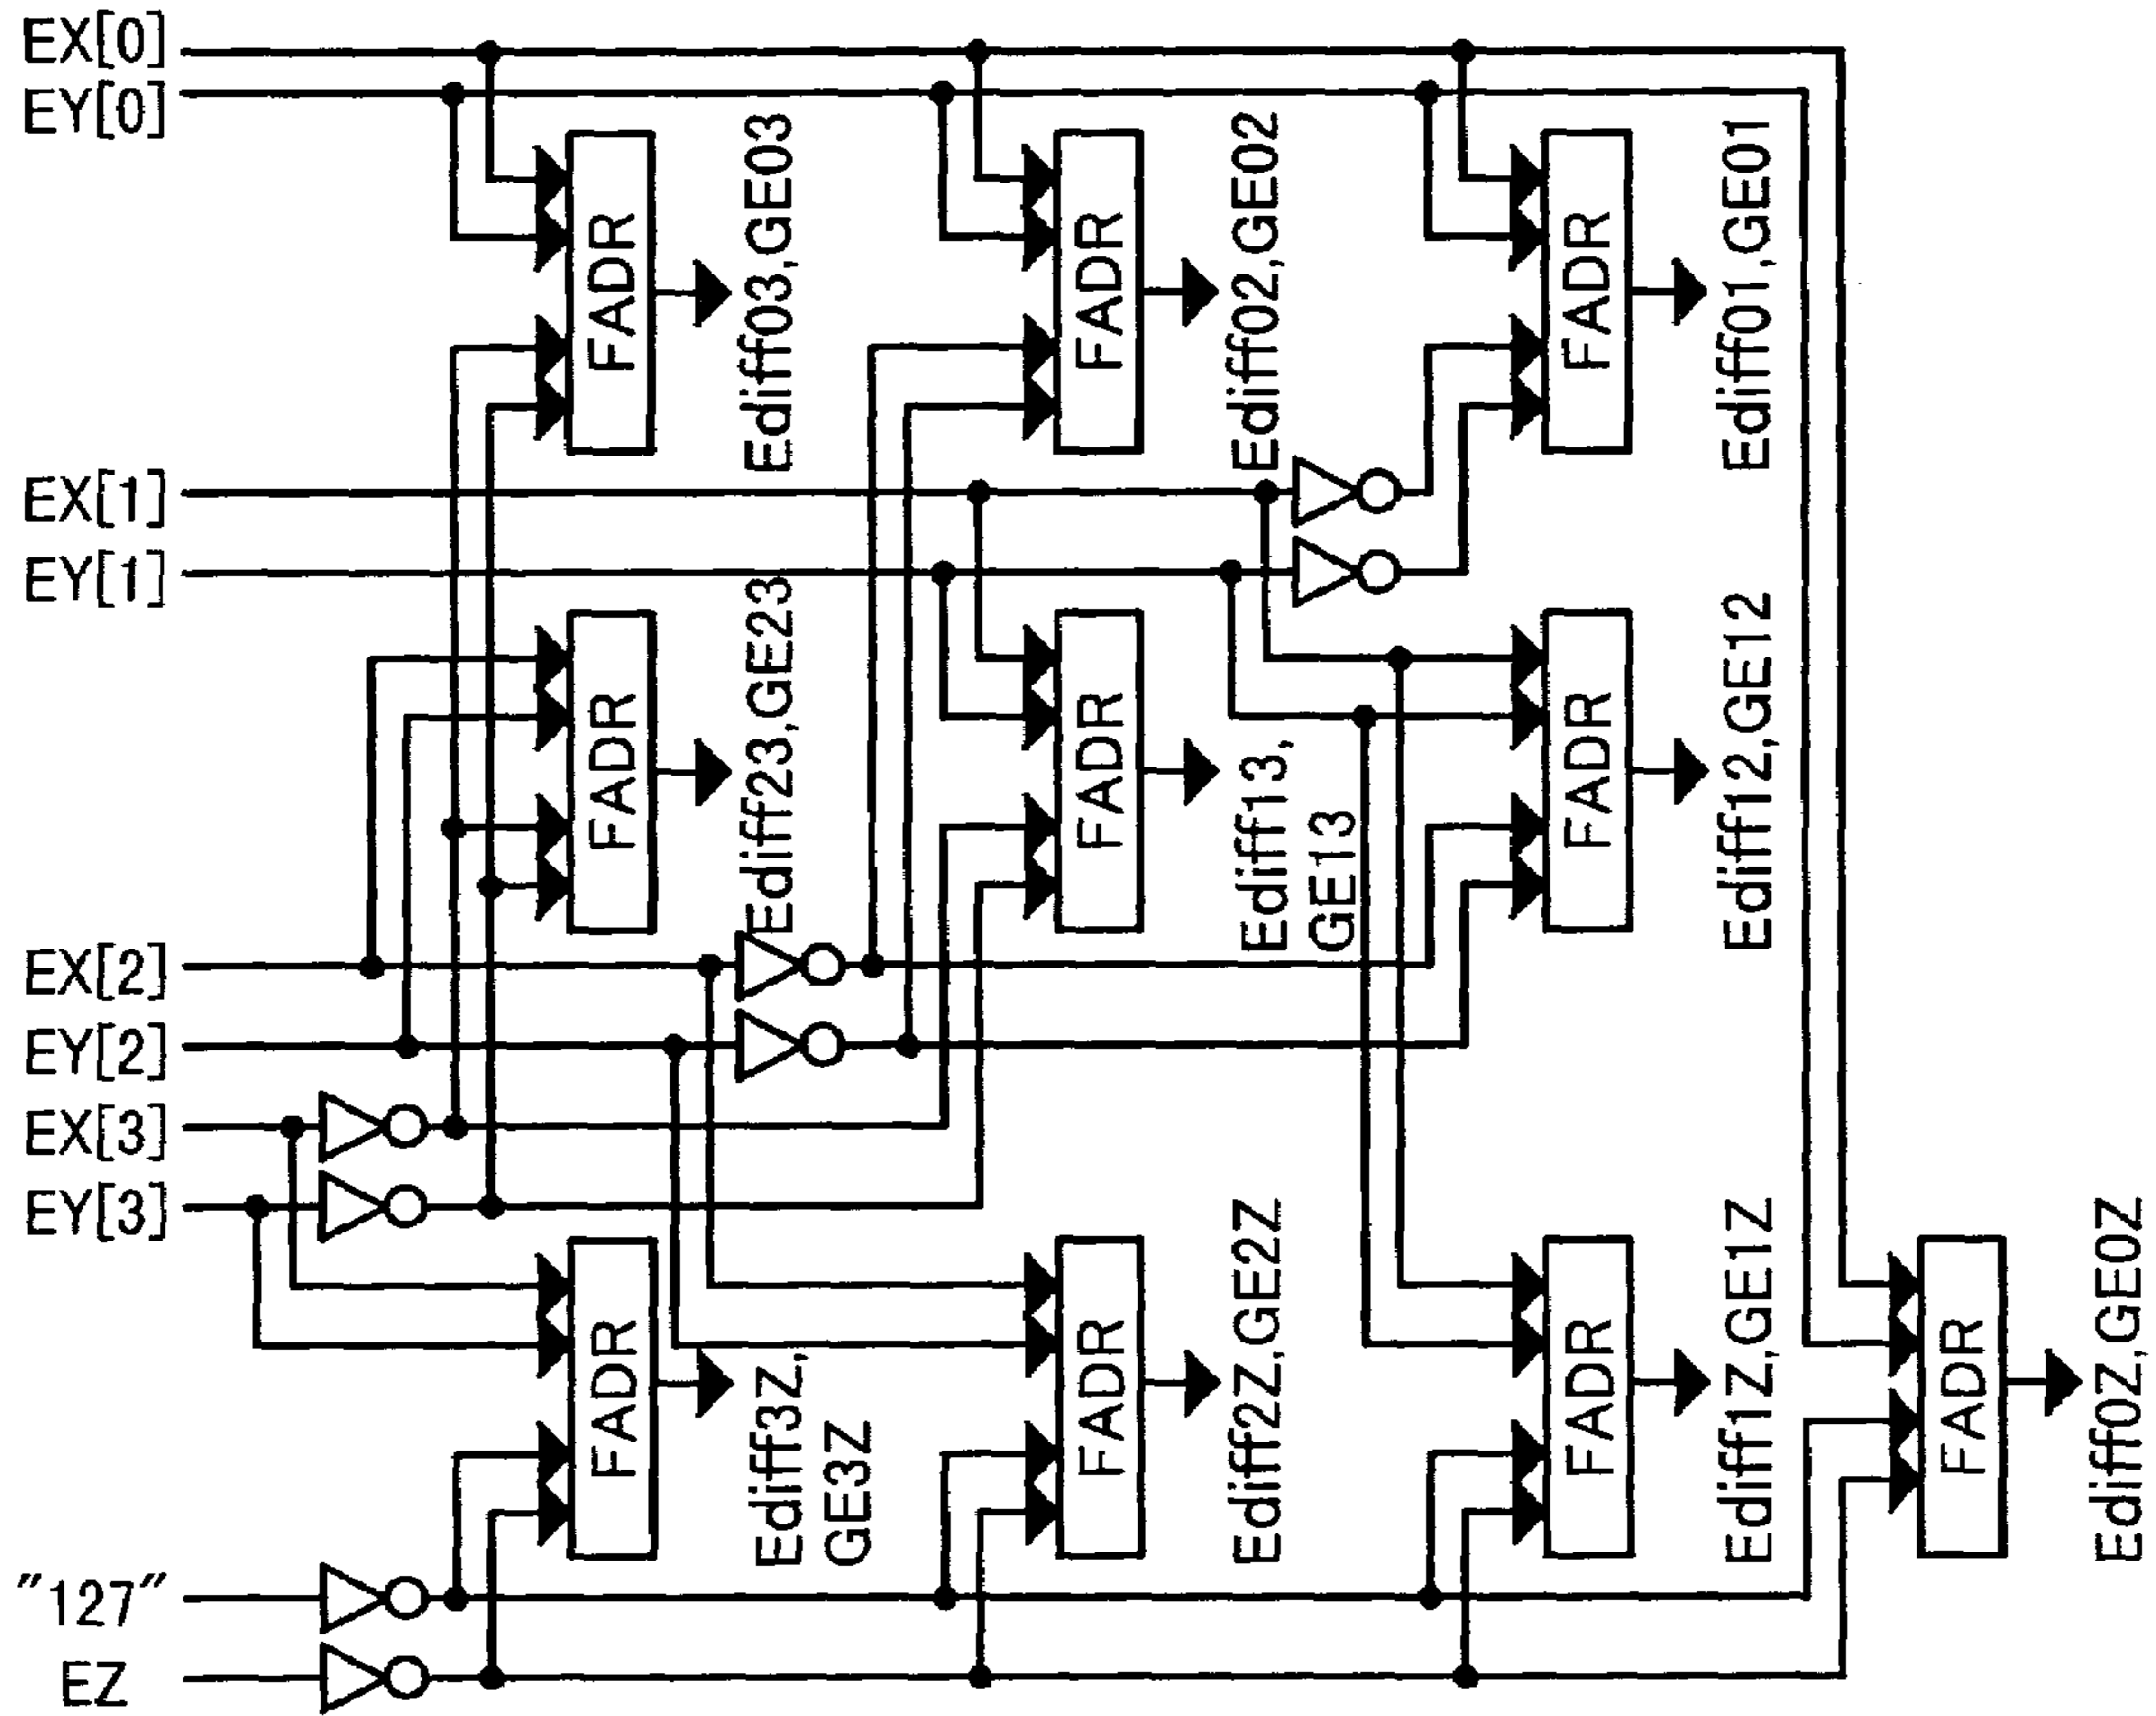 EX[0]
EY[0]
FADR
Ediff03,GE03
FADR
Ediff02,GE02
FADR
Ediff01,GE01
EX[1]
EY[1]
FADR
Ediff23,GE23
FADR
Ediff13,
GE13
FADR
Ediff12,GE12
EX[2]
EY[2]
EX[3]
EY[3]
FADR
Ediff3Z,
GE3Z
FADR
Ediff2Z,GE2Z
FADR
Ediff1Z,GE1Z
FADR
Ediff0Z,GE0Z
"127"
EZ